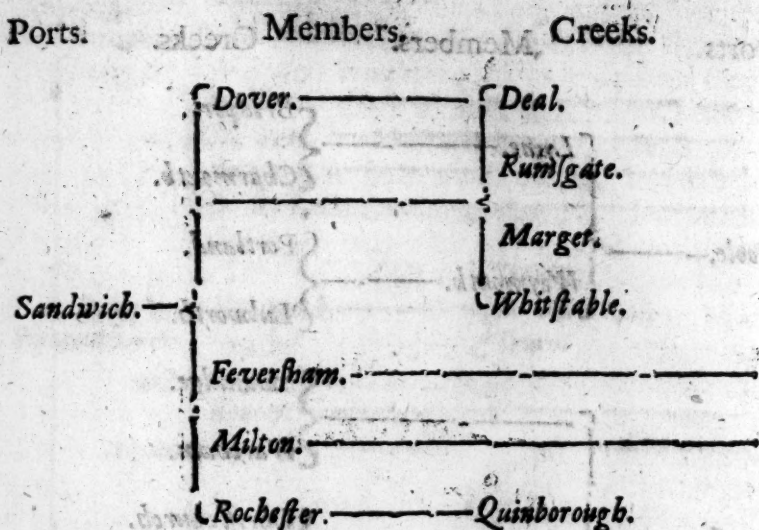 Ports. Members. Creeks.
Dover. Deal.
Rumſgate.
Marget.
Sandwich. Whitſtable.
Feverſham.
Milton.
Rocheſter. Quinborough.